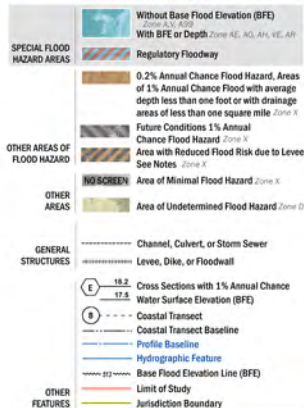 Without Base Flood Elevation (BFE)
Zone A, V, A99
With BFE or Depth Zone AE, AO, AH, VE, AR
SPECIAL FLOOD
HAZARD AREAS
Regulatory Floodway
0.2% Annual Chance Flood Hazard, Areas
of 1% Annual Chance Flood with average
depth less than one foot or with drainage
areas of less than one square mile Zone X
Future Conditions 1% Annual
Chance Flood Hazard Zone X
OTHER AREAS OF
FLOOD HAZARD
Area with Reduced Flood Risk due to Levee
See Notes Zone X
NO SCREEN Area of Minimal Flood Hazard Zone X
OTHER
AREAS
Area of Undetermined Flood Hazard Zone D
GENERAL
STRUCTURES
Channel, Culvert, or Storm Sewer
Levee, Dike, or Floodwall
E 18.2 Cross Sections with 1% Annual Chance
17.5 Water Surface Elevation (BFE)
8 Coastal Transect
Coastal Transect Baseline
Profile Baseline
Hydrographic Feature
513 Base Flood Elevation Line (BFE)
OTHER
FEATURES
Limit of Study
Jurisdiction Boundary